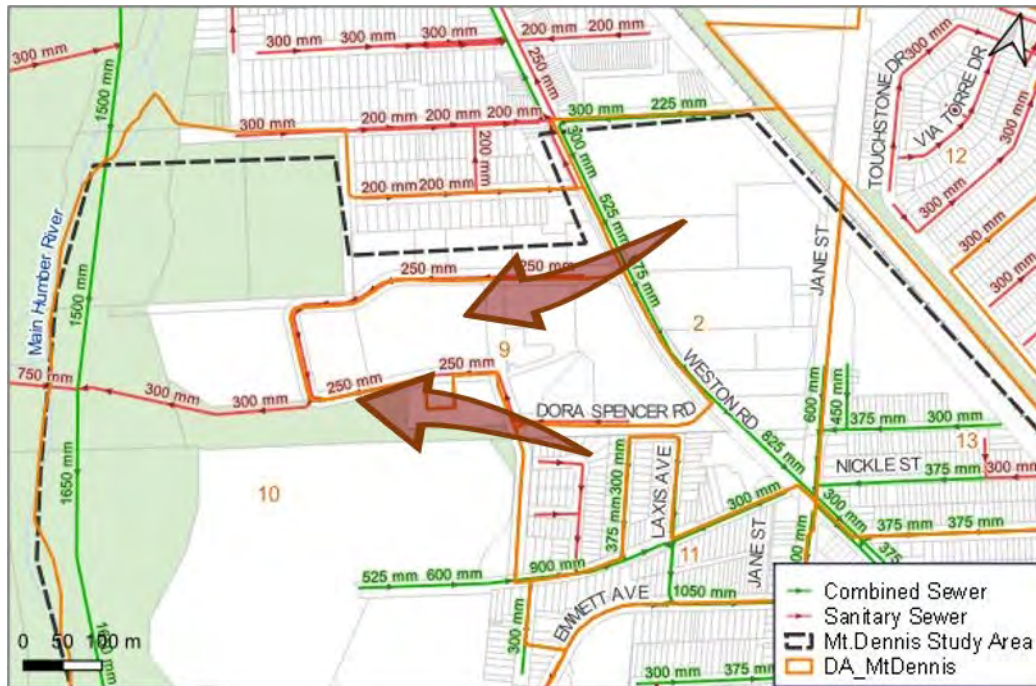 300 mm
300 mm
300 mm
300 mm
200 mm
200 mm
250 mm
300 mm
TOUCHSTONE DR
VIA TORRE DR
300 mm
12
300 mm
300 mm
1500 mm
300 mm
200 mm
200 mm
200 mm
200 mm
300 mm
225 mm
300 mm
200 mm
200 mm
525 mm
JANE ST
Main Humber River
1500 mm
250 mm
250 mm
375 mm
2
9
250 mm
250 mm
WESTON RD
750 mm
300 mm
300 mm
DORA SPENCER RD
825 mm
600 mm
450 mm
375 mm
300 mm
13
NICKLE ST
375 mm
300 mm
1650 mm
10
300 mm
375 mm
LAXIS AVE
300 mm
300 mm
375 mm
375 mm
11
JANE ST
525 mm
600 mm
900 mm
EMMETT AVE
1050 mm
300 mm
300 mm
375 mm
0
50
100 m
Combined Sewer
Sanitary Sewer
Mt.Dennis Study Area
DA_MtDennis